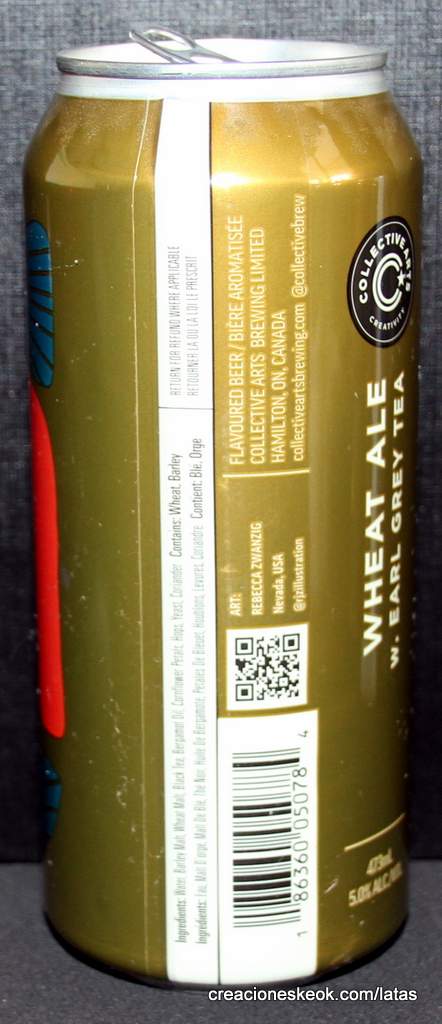 RETURN FOR REFUND WHERE APPLICABLE
RETOURNER LÀ OÙ LA LOI LE PRESCRIT
Ingredients: Water, Barley Malt, Wheat Malt, Black Tea, Bergamot Oil, Cornflower Petals, Hops, Yeast, Coriander Contains: Wheat, Barley
Ingrédients: Eau, Malt D'orge, Malt De Blé, Thé Noir, Huile De Bergamote, Pétales De Bleuet, Houblons, Levures, Coriandre Contient: Blé, Orge
FLAVOURED BEER / BIÈRE AROMATISÉE
COLLECTIVE ARTS BREWING LIMITED
HAMILTON, ON, CANADA
collectiveartsbrewing.com @collectivebrew
ART:
REBECCA ZWANZIG
Nevada, USA
@rjzillustration
1 86360 05078 4
COLLECTIVE ARTS
C
CREATIVITY
WHEAT ALE
W. EARL GREY TEA
473mL
5.0% ALC./VOL.
creacioneskeok.com/latas